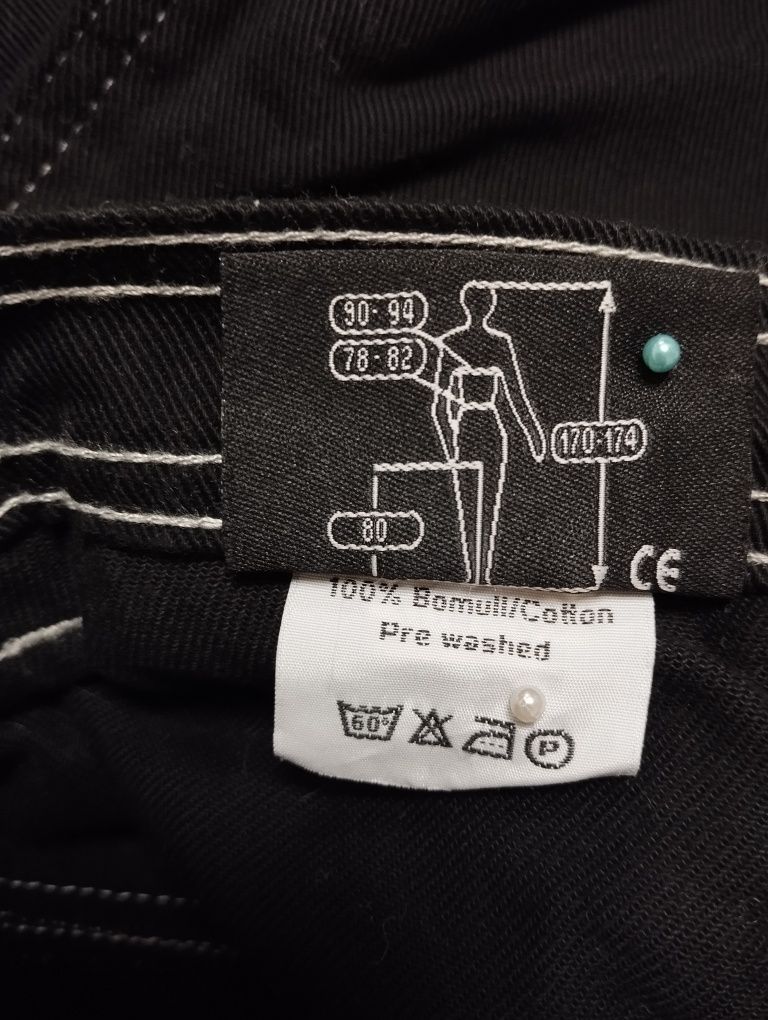 90-94
78-82
170-174
80
CE
100% Bomull/Cotton
Pre washed
60°
P